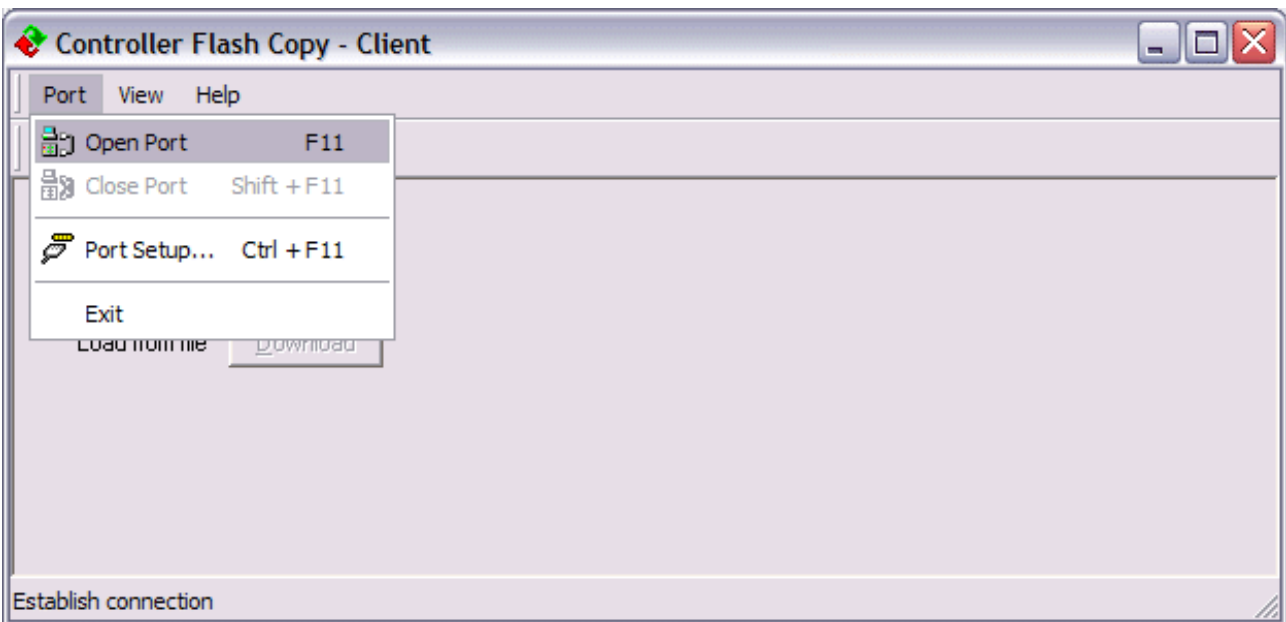 Controller Flash Copy - Client
Port View Help
Open Port F11
Close Port Shift + F11
Port Setup... Ctrl + F11
Exit
Load from file Download
Establish connection